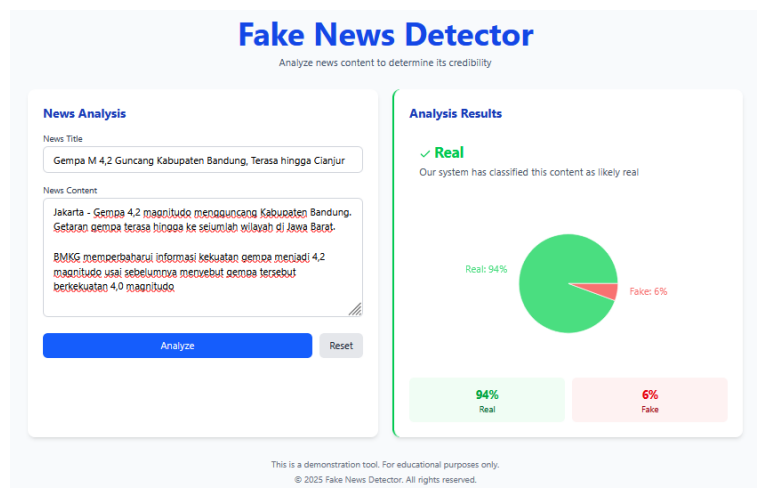 Fake News Detector
Analyze news content to determine its credibility
News Analysis
News Title
Gempa M 4,2 Guncang Kabupaten Bandung, Terasa hingga Cianjur
News Content
Jakarta - Gempa 4,2 magnitudo mengguncang Kabupaten Bandung.
Getaran gempa terasa hingga ke sejumlah wilayah di Jawa Barat.
BMKG memperbaharui informasi kekuatan gempa menjadi 4,2
magnitudo usai sebelumnya menyebut gempa tersebut
berkekuatan 4,0 magnitudo
Analyze
Reset
Analysis Results
Real
Our system has classified this content as likely real
Real: 94%
Fake: 6%
94%
Real
6%
Fake
This is a demonstration tool. For educational purposes only.
© 2025 Fake News Detector. All rights reserved.